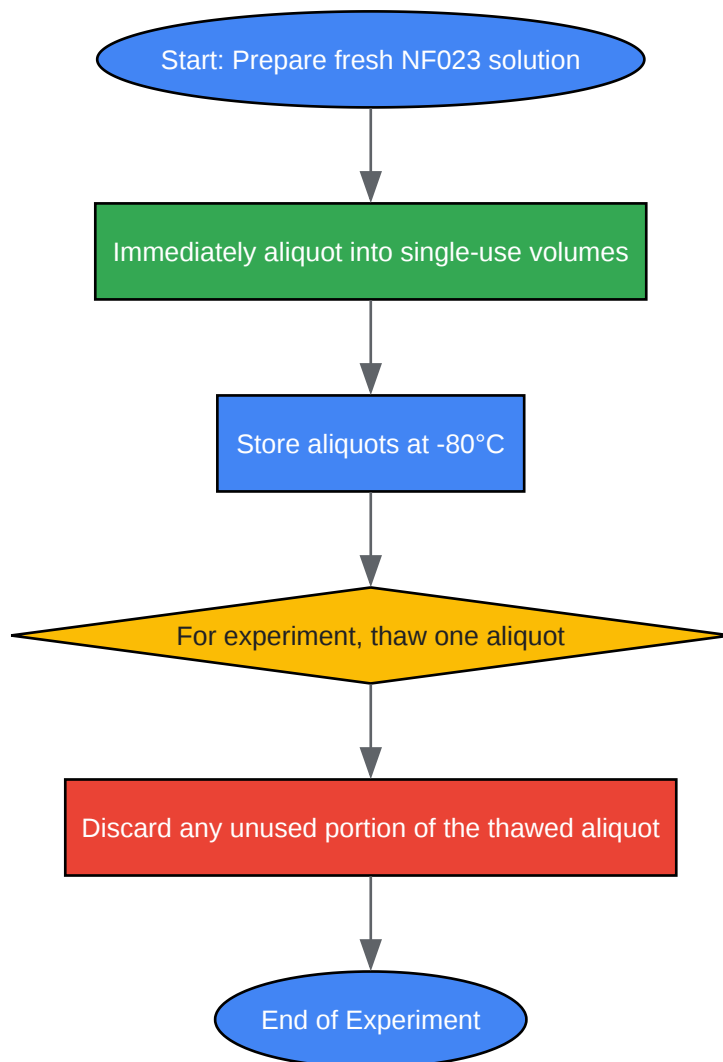 Start: Prepare fresh NF023 solution
Immediately aliquot into single-use volumes
Store aliquots at -80°C
For experiment, thaw one aliquot
Discard any unused portion of the thawed aliquot
End of Experiment